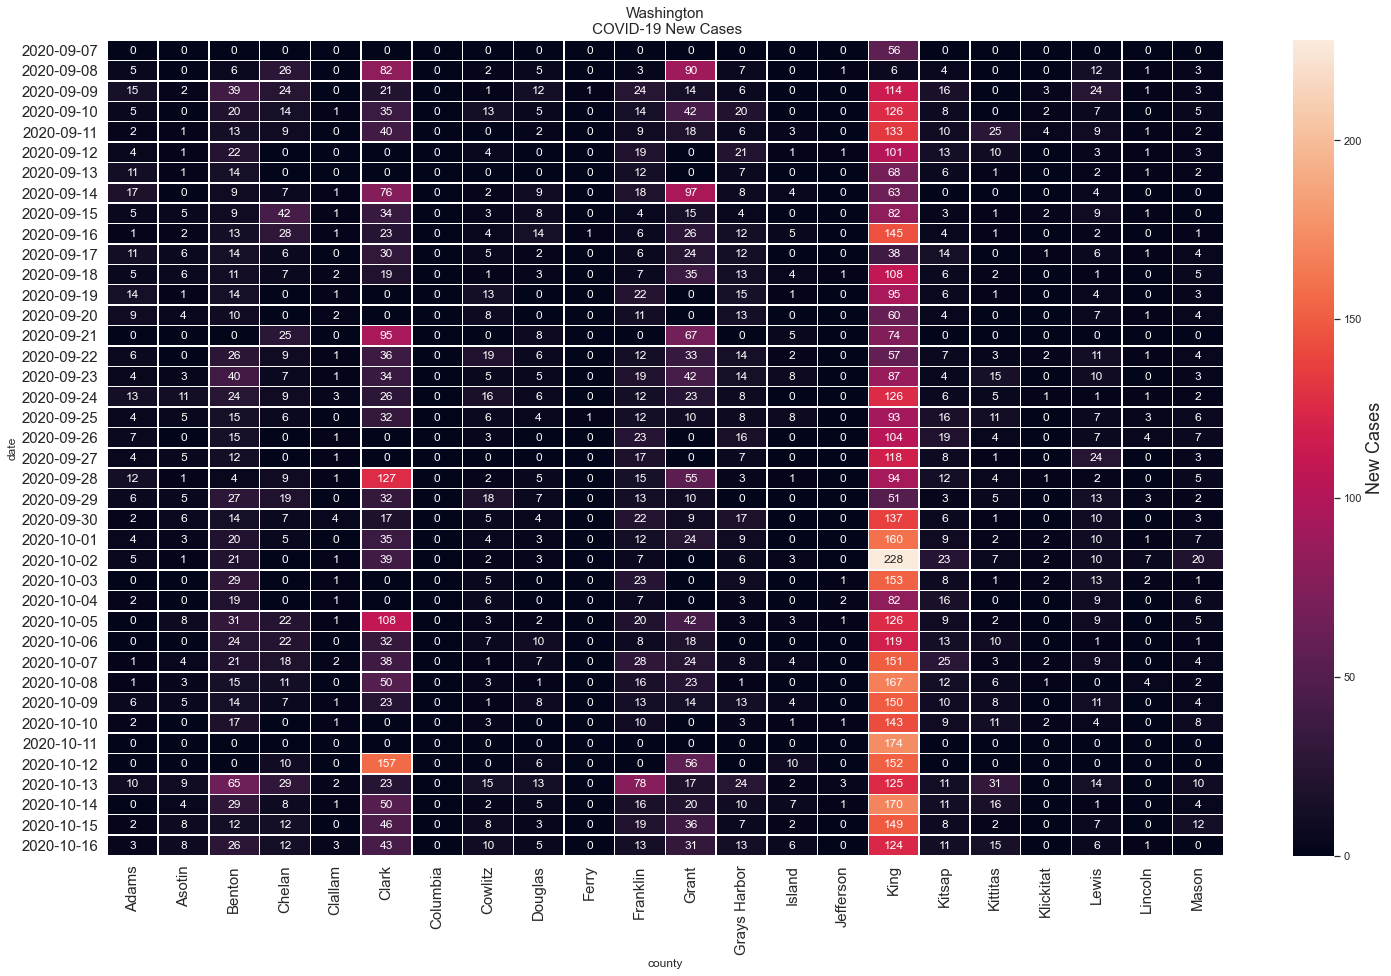 Washington
COVID-19 New Cases
2020-09-07 0 0 0 0 0 0 0 0 0 0 0 0 0 0 0 56 0 0 0 0 0 0
2020-09-08 5 0 6 26 0 82 0 2 5 0 3 90 7 0 1 6 4 0 0 12 1 3
2020-09-09 15 2 39 24 0 21 0 1 12 1 24 14 6 0 0 114 16 0 3 24 1 3
2020-09-10 5 0 20 14 1 35 0 13 2 0 14 42 20 0 0 126 8 0 2 7 0 5
2020-09-11 2 1 13 9 0 40 0 0 2 0 9 18 6 3 0 133 10 25 4 9 1 2
2020-09-12 4 1 22 0 0 0 0 4 0 0 19 0 21 1 1 101 13 10 0 3 1 3
2020-09-13 11 1 14 0 0 0 0 0 0 0 12 0 7 0 0 68 6 1 0 2 1 2
2020-09-14 17 0 9 7 1 76 0 2 9 0 18 97 8 4 0 63 0 0 0 4 0 0
2020-09-15 5 5 9 42 1 34 0 3 8 0 4 15 4 0 0 82 3 1 2 9 1 0
2020-09-16 1 2 13 28 1 23 0 4 14 1 6 26 12 5 0 145 4 1 0 2 0 1
2020-09-17 11 6 14 6 0 30 0 5 2 0 6 24 12 0 0 38 14 0 1 6 1 4
2020-09-18 5 6 11 7 2 19 0 1 3 0 7 35 13 4 1 108 6 2 0 1 0 5
2020-09-19 14 1 14 0 1 0 0 13 0 0 22 0 15 1 0 95 6 1 0 4 0 3
2020-09-20 9 4 10 0 2 0 0 8 0 0 11 0 13 0 0 60 4 0 0 7 1 4
2020-09-21 0 0 0 25 0 95 0 0 8 0 0 67 0 5 0 74 0 0 0 0 0 0
2020-09-22 6 0 26 9 1 36 0 19 6 0 12 33 14 2 0 57 7 3 2 11 1 4
2020-09-23 4 3 40 7 1 34 0 5 5 0 19 42 14 8 0 87 4 15 0 10 0 3
2020-09-24 13 11 24 9 3 26 0 16 6 0 12 23 8 0 0 126 6 5 1 1 1 2
2020-09-25 4 5 15 6 0 32 0 6 4 1 12 10 8 8 0 93 16 11 0 7 3 6
2020-09-26 7 0 15 0 1 0 0 3 0 0 23 0 16 0 0 104 19 4 0 7 4 7
2020-09-27 4 5 12 0 1 0 0 0 0 0 17 0 7 0 0 118 8 1 0 24 0 3
2020-09-28 12 1 4 9 0 127 0 2 5 0 15 55 3 1 0 94 12 4 1 2 0 5
2020-09-29 6 5 27 19 0 32 0 18 7 0 13 10 0 0 0 51 3 5 0 13 3 2
2020-09-30 2 6 14 7 4 17 0 5 4 0 22 9 17 0 0 137 6 1 0 10 0 3
2020-10-01 4 3 20 5 0 35 0 4 3 0 12 24 9 0 0 160 9 2 2 10 1 7
2020-10-02 5 1 21 0 1 39 0 2 3 0 7 0 6 3 0 228 23 7 2 10 7 20
2020-10-03 0 0 29 0 1 0 0 5 0 0 23 0 9 0 1 153 8 1 2 13 2 1
2020-10-04 2 0 19 0 1 0 0 6 0 0 7 0 3 0 2 82 16 0 0 9 0 6
2020-10-05 0 8 31 22 1 108 0 3 2 0 20 42 3 3 1 126 9 2 0 9 0 5
2020-10-06 0 0 24 22 0 32 0 7 10 0 8 18 0 0 0 119 13 10 0 1 0 1
2020-10-07 1 4 21 18 2 38 0 1 7 0 28 24 8 4 0 151 25 3 2 9 0 4
2020-10-08 1 3 15 11 0 50 0 3 1 0 16 23 1 0 0 167 12 6 1 0 4 2
2020-10-09 6 5 14 7 1 23 0 1 8 0 13 14 13 4 0 150 10 8 0 11 0 4
2020-10-10 2 0 17 0 1 0 0 3 0 0 10 0 3 1 1 143 9 11 2 4 0 8
2020-10-11 0 0 0 0 0 0 0 0 0 0 0 0 0 0 0 174 0 0 0 0 0 0
2020-10-12 0 0 0 10 0 157 0 0 6 0 0 56 0 10 0 152 0 0 0 0 0 0
2020-10-13 10 9 65 29 2 23 0 15 13 0 78 17 24 2 3 125 11 31 0 14 0 10
2020-10-14 0 4 29 8 1 50 0 2 5 0 16 20 10 7 1 170 11 16 0 1 0 4
2020-10-15 2 8 12 12 0 46 0 8 3 0 19 36 7 2 0 149 8 2 0 7 0 12
2020-10-16 3 8 26 12 3 43 0 10 5 0 13 31 13 6 0 124 11 15 0 6 1 0
date
Adams Asotin Benton Chelan Clallam Clark Columbia Cowlitz Douglas Ferry Franklin Grant Grays Harbor Island Jefferson King Kitsap Kittitas Klickitat Lewis Lincoln Mason
county
200
150
100
50
0
New Cases